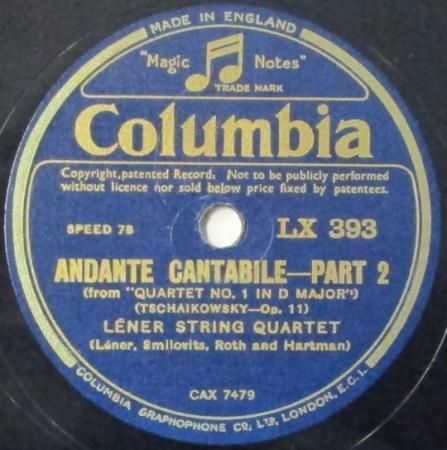 MADE IN ENGLAND
"Magic Notes"
TRADE MARK
Columbia
Copyright,patented Record. Not to be publicly performed
without licence nor sold below price fixed by patentees.
SPEED 78
LX 393
ANDANTE CANTABILE—PART 2
(from "QUARTET NO. 1 IN D MAJOR")
(TSCHAIKOWSKY—Op. 11)
LÉNER STRING QUARTET
(Léner, Smilovits, Roth and Hartman)
CAX 7479
COLUMBIA GRAPHOPHONE CO, LTD, LONDON, E.C.1.